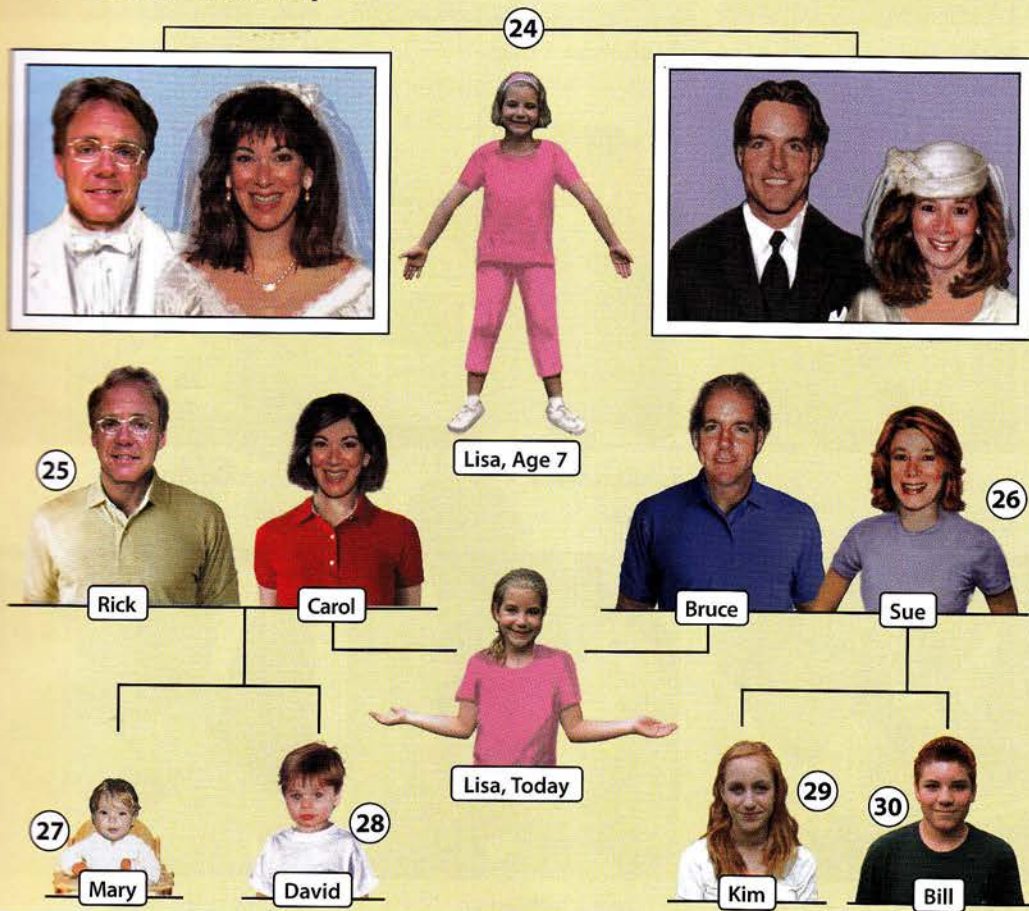 24
Lisa, Age 7
25
26
Rick
Carol
Bruce
Sue
Lisa, Today
27
28
29
30
Mary
David
Kim
Bill